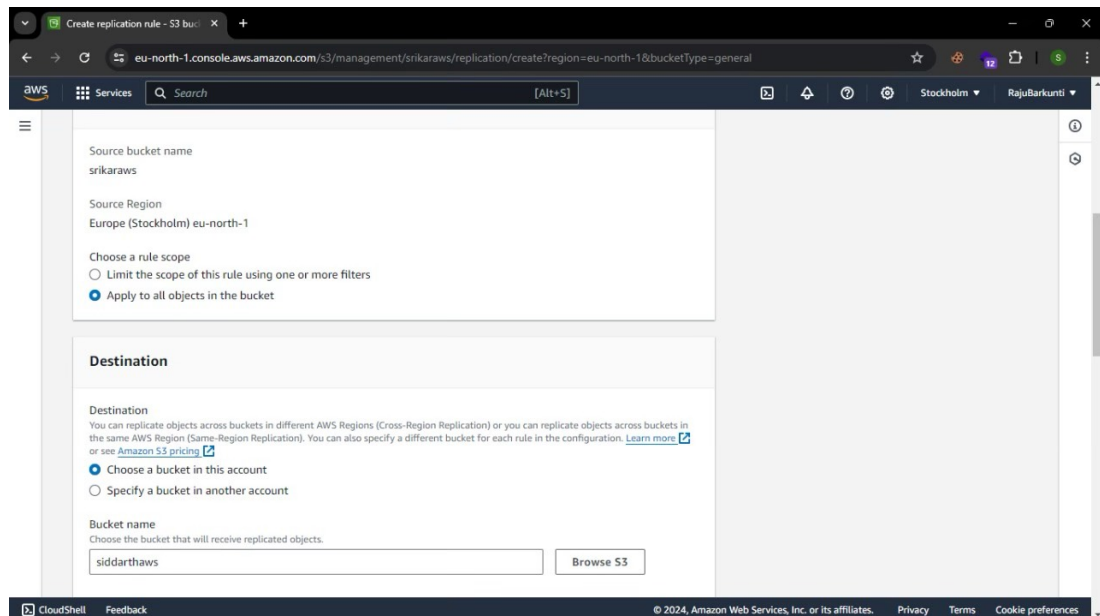 Create replication rule - S3 buc
eu-north-1.console.aws.amazon.com/s3/management/srikaraws/replication/create?region=eu-north-1&bucketType=general
12
S
aws
Services
Search
[Alt+S]
Stockholm
RajuBarkunti
Source bucket name
srikaraws
Source Region
Europe (Stockholm) eu-north-1
Choose a rule scope
Limit the scope of this rule using one or more filters
Apply to all objects in the bucket
Destination
Destination
You can replicate objects across buckets in different AWS Regions (Cross-Region Replication) or you can replicate objects across buckets in
the same AWS Region (Same-Region Replication). You can also specify a different bucket for each rule in the configuration. Learn more
or see Amazon S3 pricing
Choose a bucket in this account
Specify a bucket in another account
Bucket name
Choose the bucket that will receive replicated objects.
siddarthaws
Browse S3
CloudShell Feedback © 2024, Amazon Web Services, Inc. or its affiliates. Privacy Terms Cookie preferences